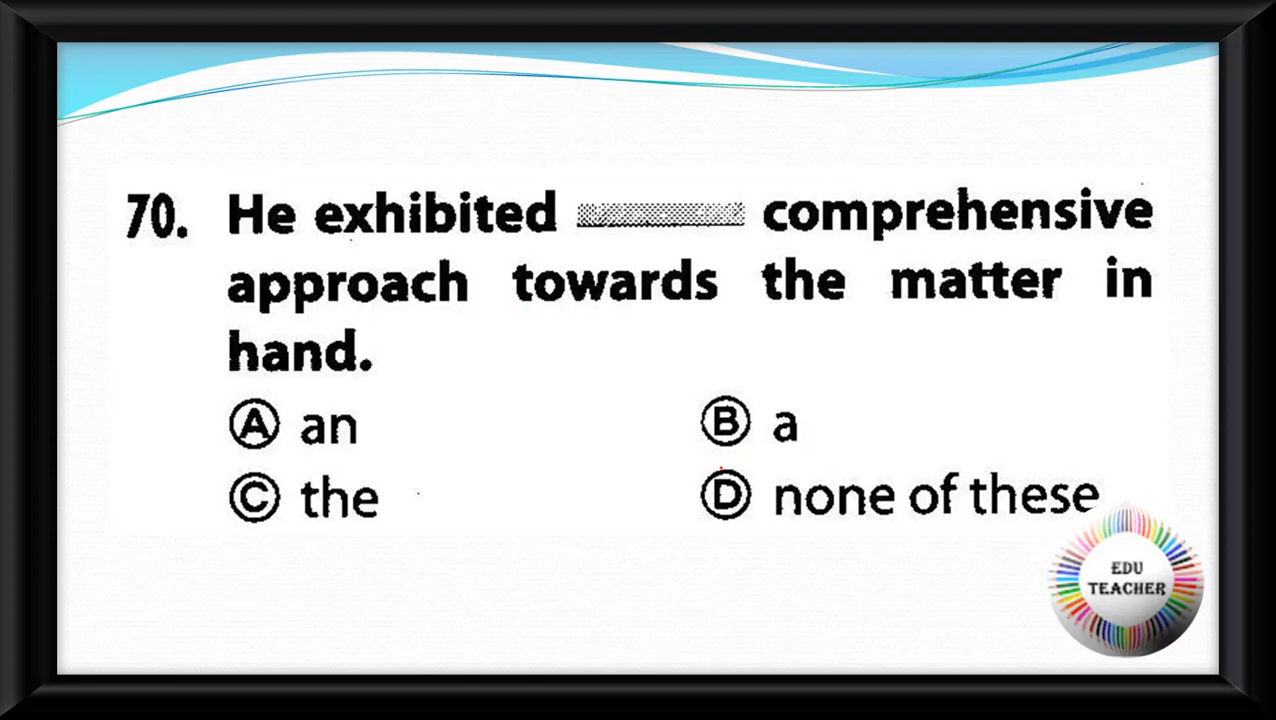 70. He exhibited comprehensive
approach towards the matter in
hand.
Ⓐ an Ⓑ a
Ⓒ the Ⓓ none of these
EDU
TEACHER